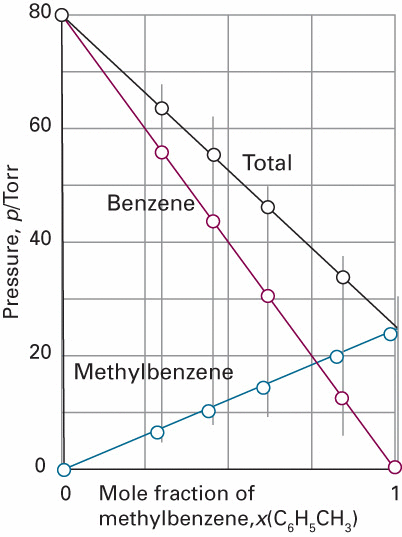 80
60
40
20
0
Pressure, p/Torr
Total
Benzene
Methylbenzene
0
1
Mole fraction of
methylbenzene,x(C₆H₅CH₃)